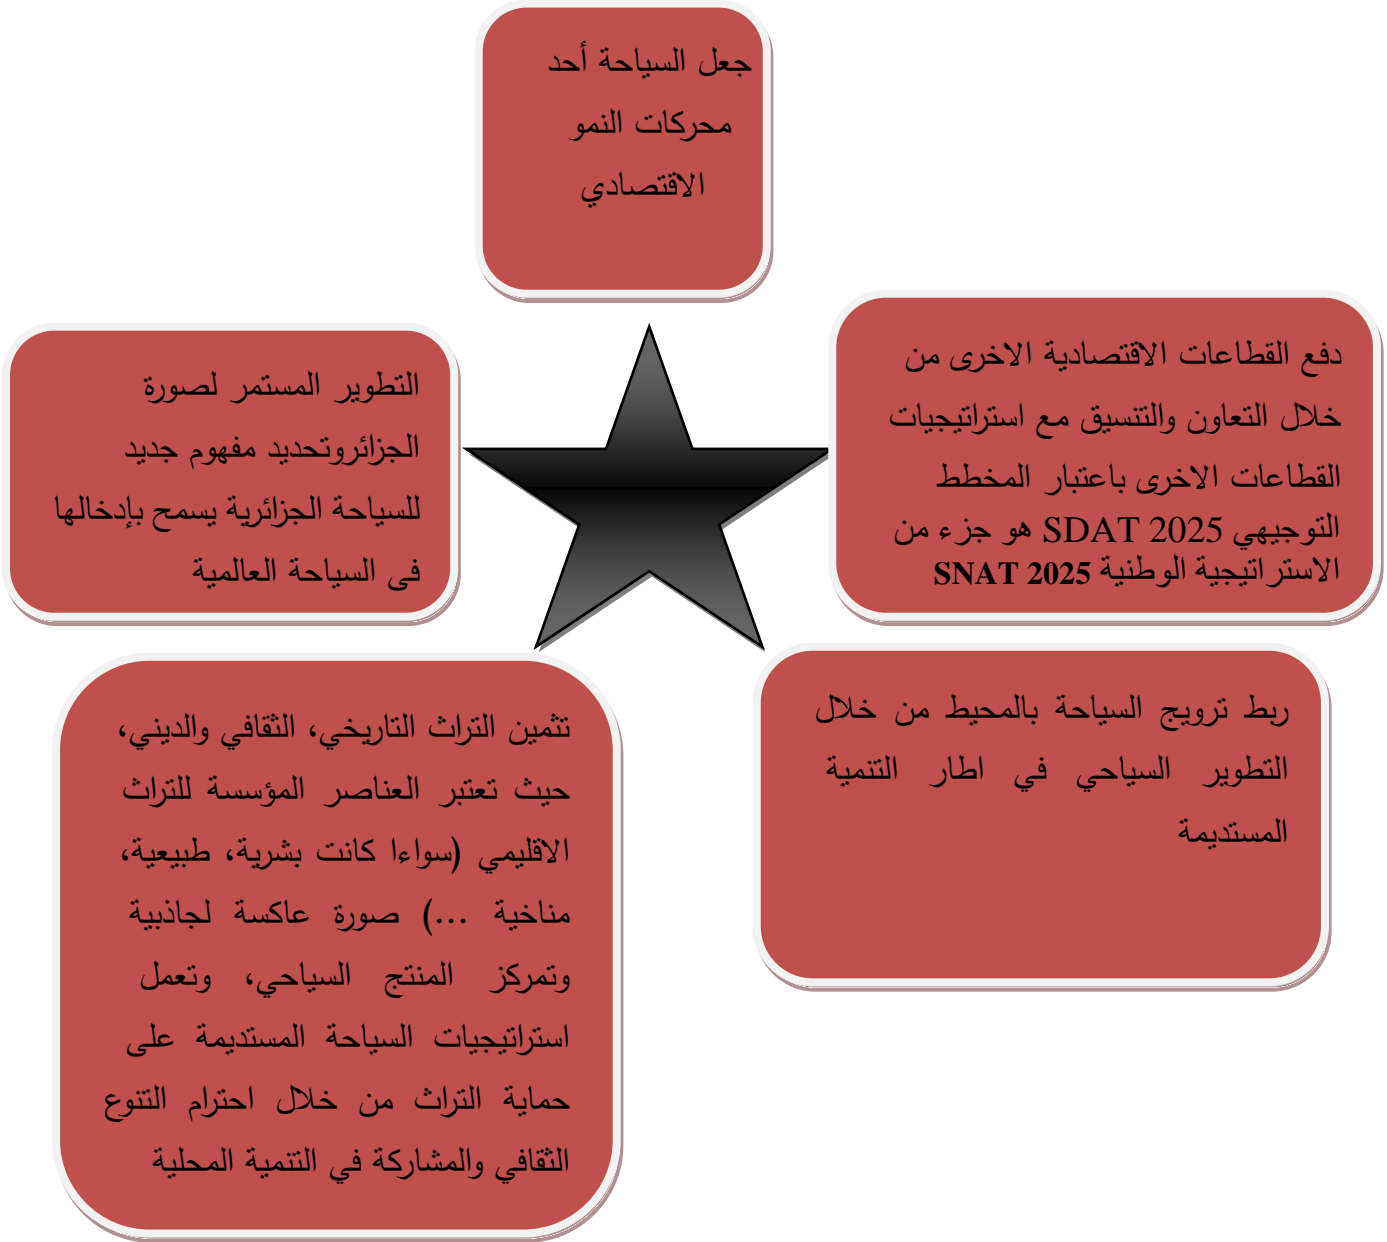 جعل السياحة أحد
محركات النمو
الاقتصادي
دفع القطاعات الاقتصادية الاخرى من
خلال التعاون والتنسيق مع استراتيجيات
القطاعات الاخرى باعتبار المخطط
التوجيهي SDAT 2025 هو جزء من
الاستراتيجية الوطنية SNAT 2025
التطوير المستمر لصورة
الجزائروتحديد مفهوم جديد
للسياحة الجزائرية يسمح بإدخالها
فى السياحة العالمية
ربط ترويج السياحة بالمحيط من خلال
التطوير السياحي في اطار التنمية
المستديمة
تثمين التراث التاريخي، الثقافي والديني،
حيث تعتبر العناصر المؤسسة للتراث
الاقليمي (سواءا كانت بشرية، طبيعية،
مناخية ...) صورة عاكسة لجاذبية
وتمركز المنتج السياحي، وتعمل
استراتيجيات السياحة المستديمة على
حماية التراث من خلال احترام التنوع
الثقافي والمشاركة في التنمية المحلية